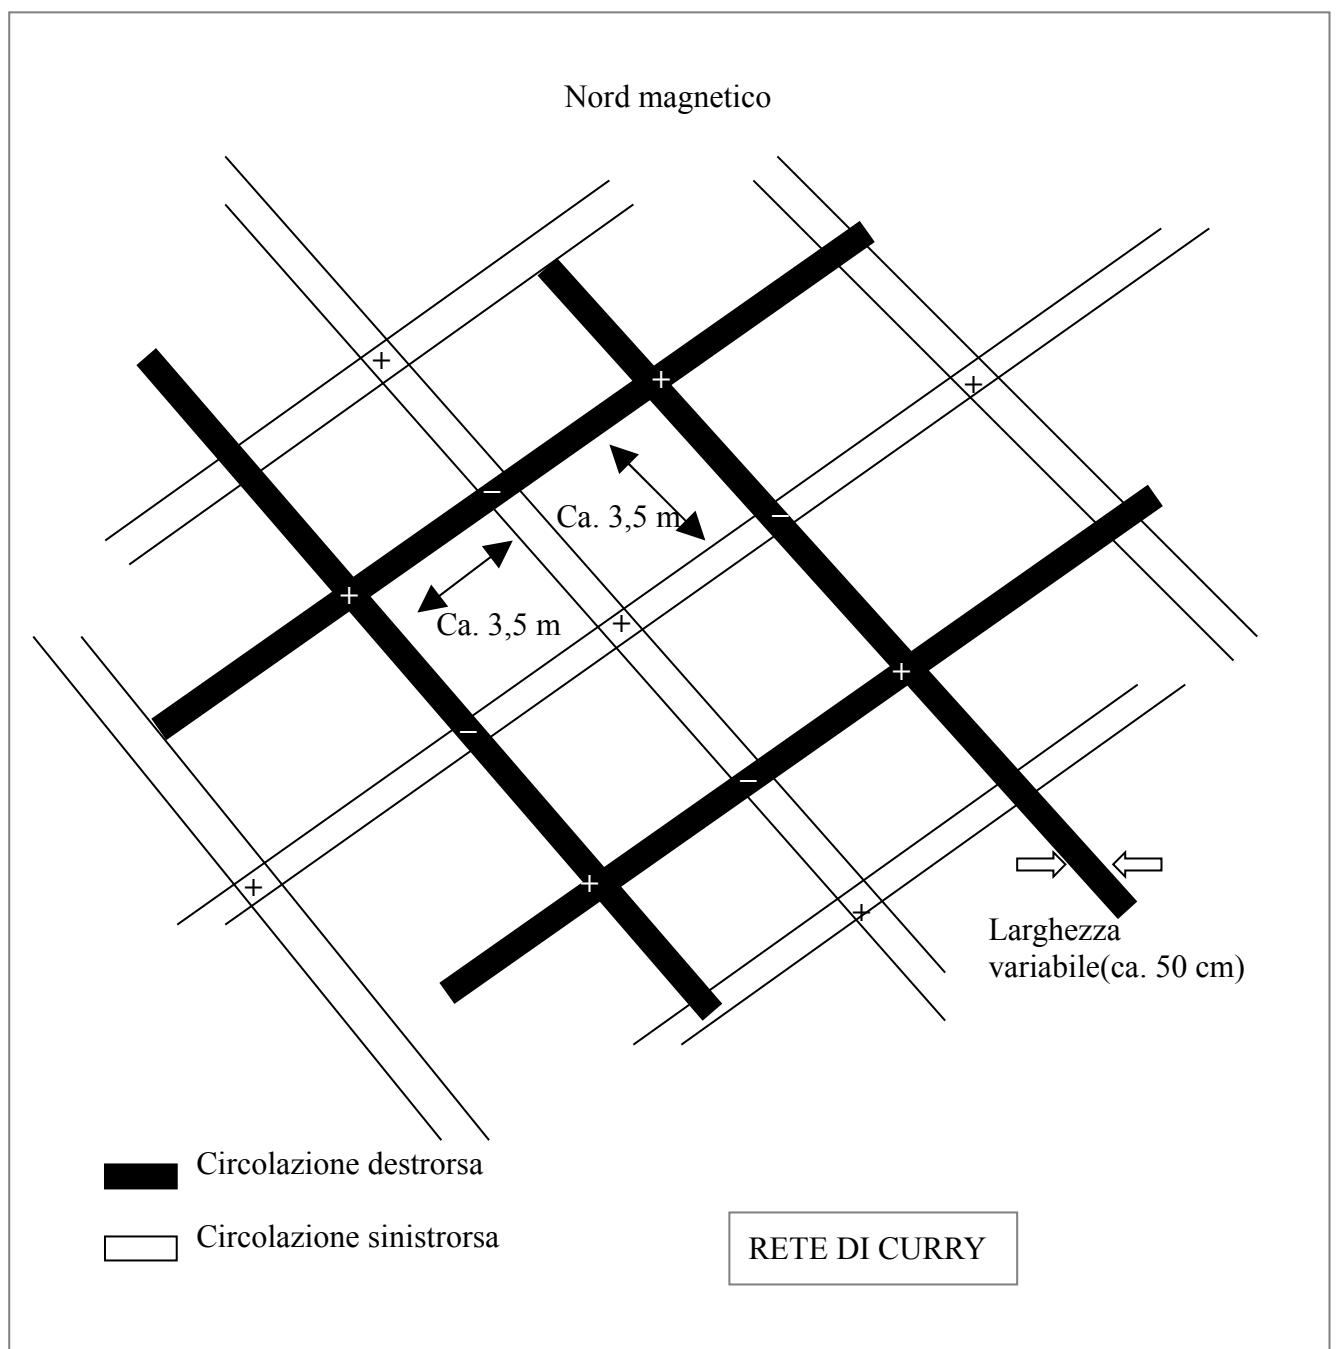 Nord magnetico
+
+
+
−
Ca. 3,5 m
−
+
Ca. 3,5 m
+
+
−
−
+
+
+
Larghezza
variabile(ca. 50 cm)
Circolazione destrorsa
Circolazione sinistrorsa
RETE DI CURRY